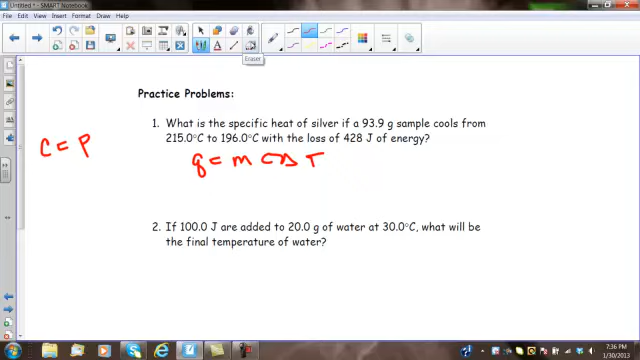 Untitled * - SMART Notebook
File Edit View Insert Format Tools Add-ons Draw Help
Eraser
Practice Problems:
1. What is the specific heat of silver if a 93.9 g sample cools from
215.0°C to 196.0°C with the loss of 428 J of energy?
C = P
q = m C Δ T
2. If 100.0 J are added to 20.0 g of water at 30.0°C, what will be
the final temperature of water?
7:36 PM
1/30/2013